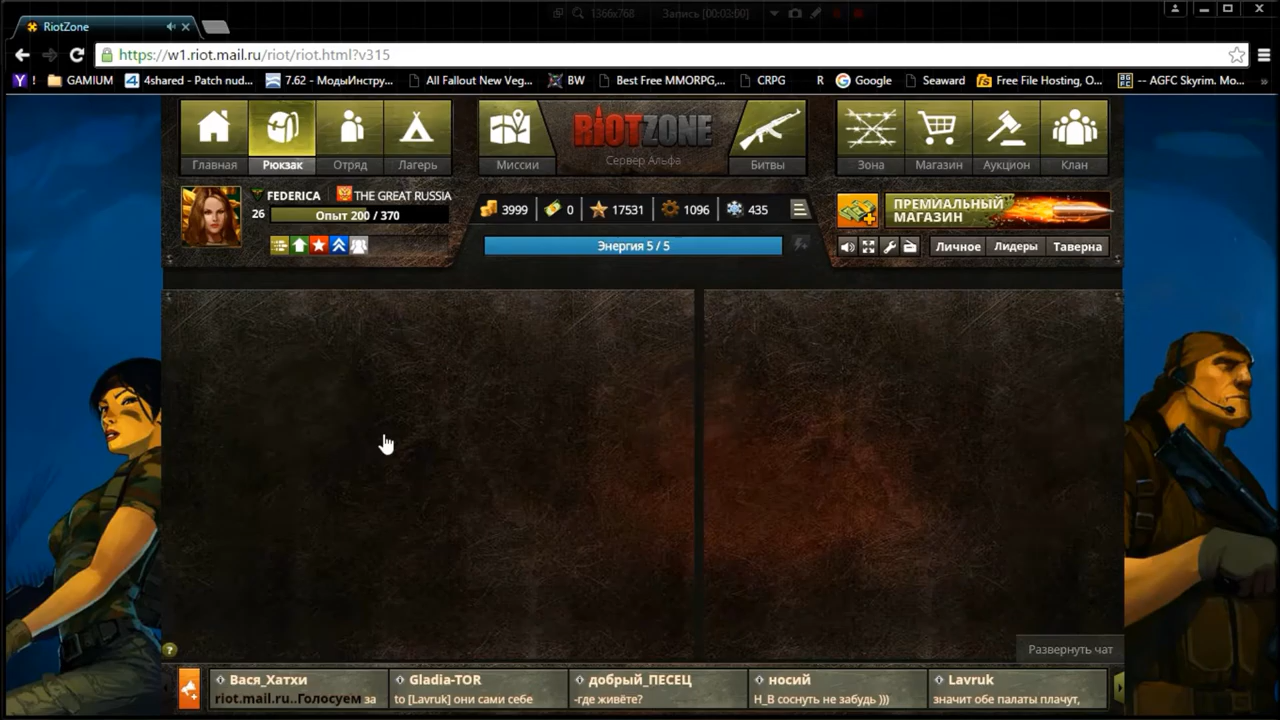 1366x768
Запись [00:03:00]
RiotZone
https://w1.riot.mail.ru/riot/riot.html?v315
Y !
GAMIUM
4shared - Patch nud...
7.62 - МодыИнстру...
All Fallout New Veg...
BW
Best Free MMORPG,...
CRPG
R
Google
Seaward
Free File Hosting, O...
-- AGFC Skyrim. Mo...
»
RIOTZONE
Сервер Альфа
Главная
Рюкзак
Отряд
Лагерь
Миссии
Битвы
Зона
Магазин
Аукцион
Клан
FEDERICA
THE GREAT RUSSIA
26
Опыт 200 / 370
3999
0
17531
1096
435
Энергия 5 / 5
ПРЕМИАЛЬНЫЙ
МАГАЗИН
Личное
Лидеры
Таверна
?
Развернуть чат
Вася_Хатхи
riot.mail.ru..Голосуем за
Gladia-TOR
to [Lavruk] они сами себе
добрый_ПЕСЕЦ
-где живёте?
носий
Н_В соснуть не забудь )))
Lavruk
значит обе палаты плачут,